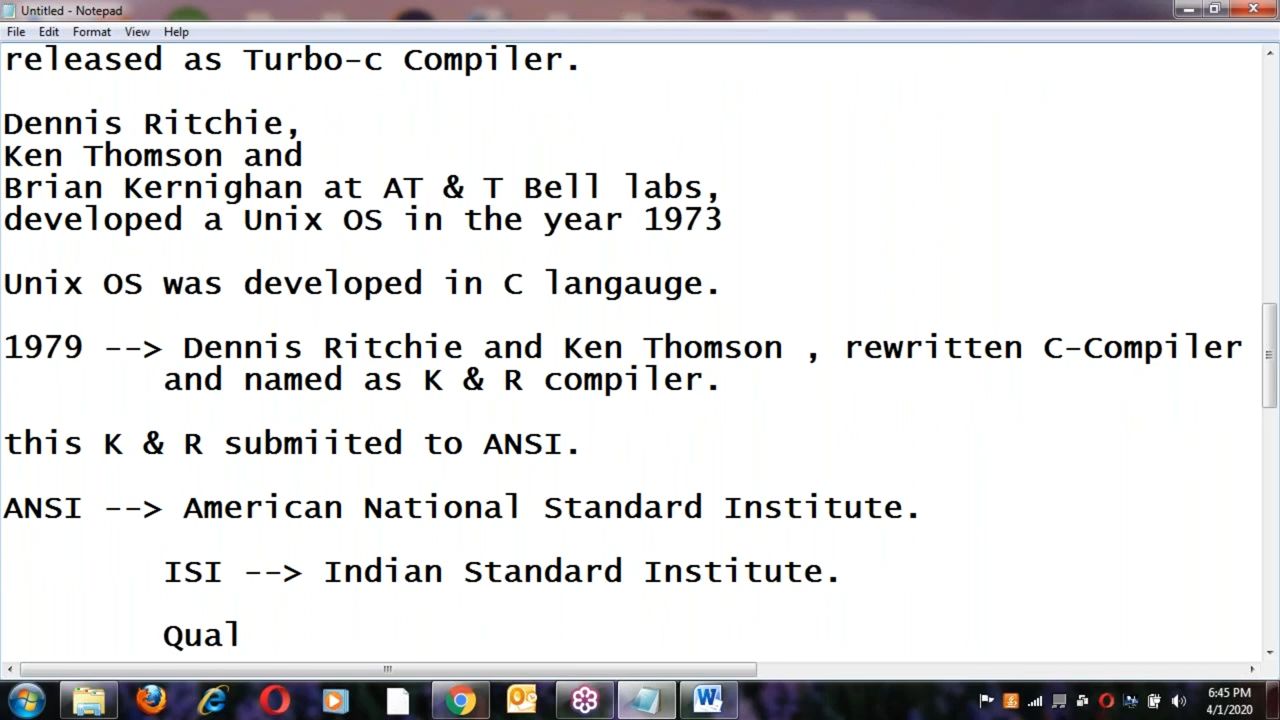 Untitled - Notepad
File Edit Format View Help
released as Turbo-c Compiler.
Dennis Ritchie,
Ken Thomson and
Brian Kernighan at AT & T Bell labs,
developed a Unix OS in the year 1973
Unix OS was developed in C langauge.
1979 --> Dennis Ritchie and Ken Thomson , rewritten C-Compiler
and named as K & R compiler.
this K & R submiited to ANSI.
ANSI --> American National Standard Institute.
ISI --> Indian Standard Institute.
Qual
6:45 PM
4/1/2020